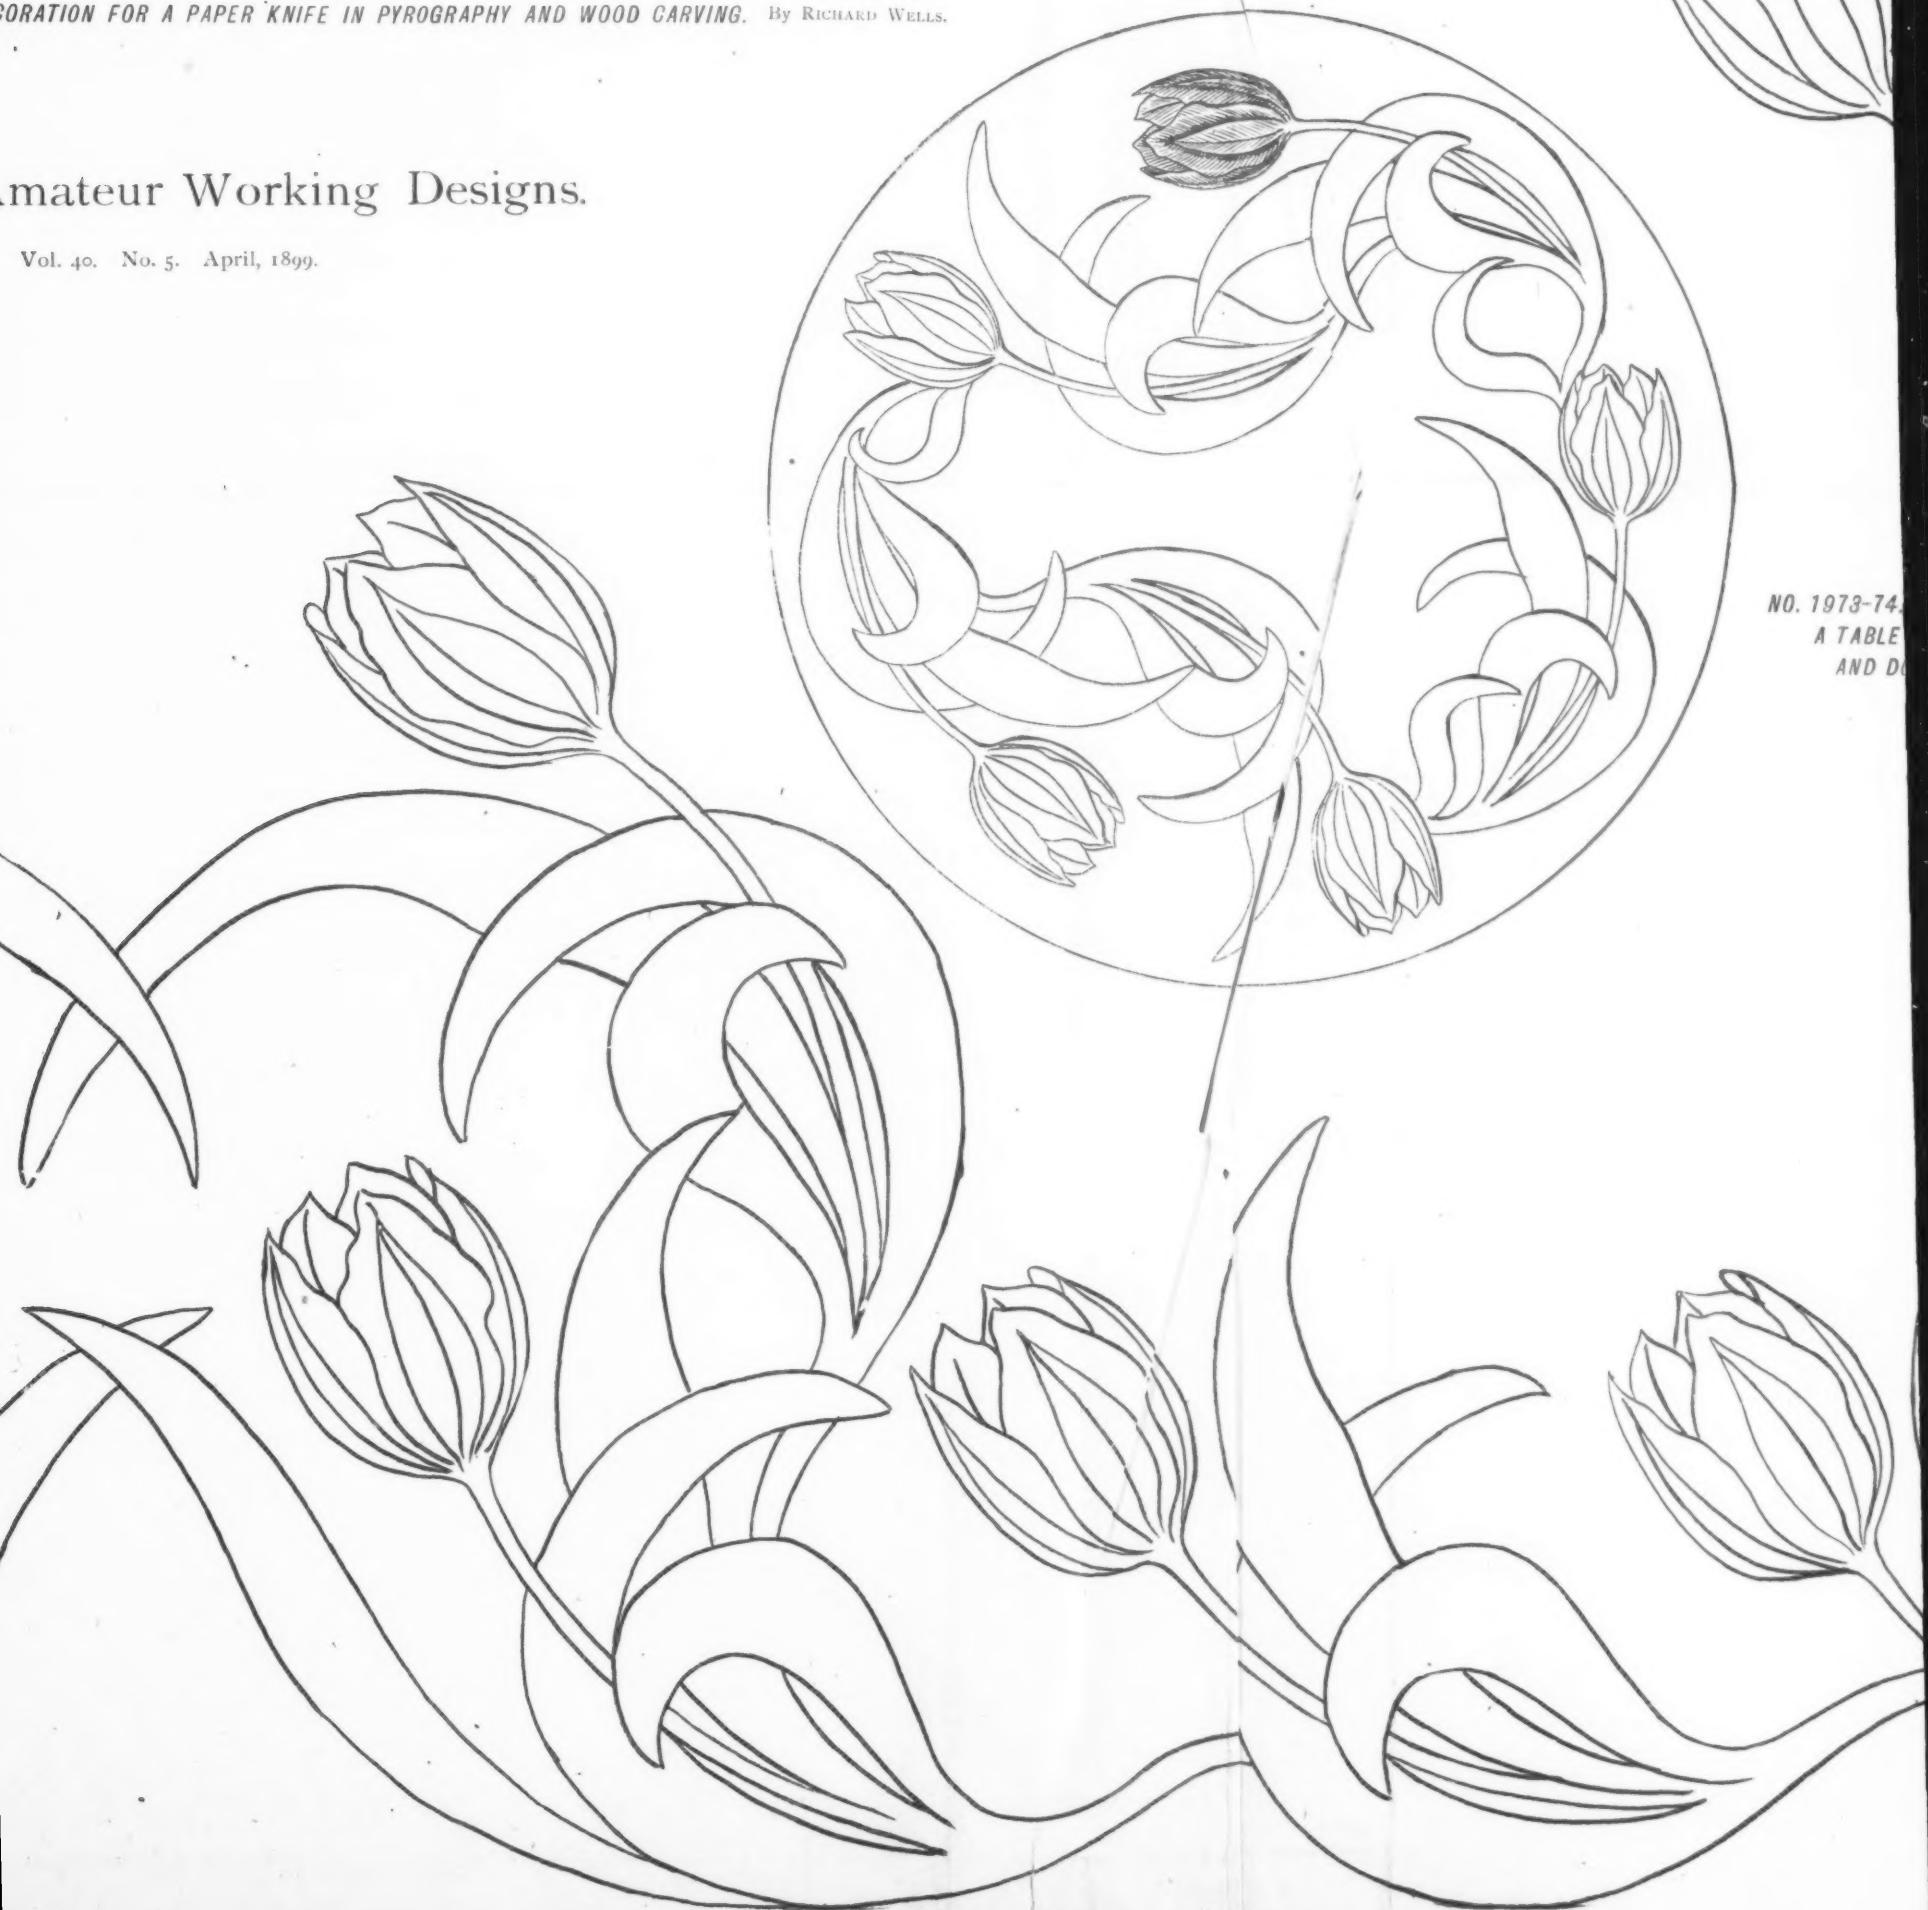 ORATION FOR A PAPER KNIFE IN PYROGRAPHY AND WOOD CARVING. By RICHARD WELLS.
mateur Working Designs.
Vol. 40. No. 5. April, 1899.
NO. 1973-74.
A TABLE
AND DO